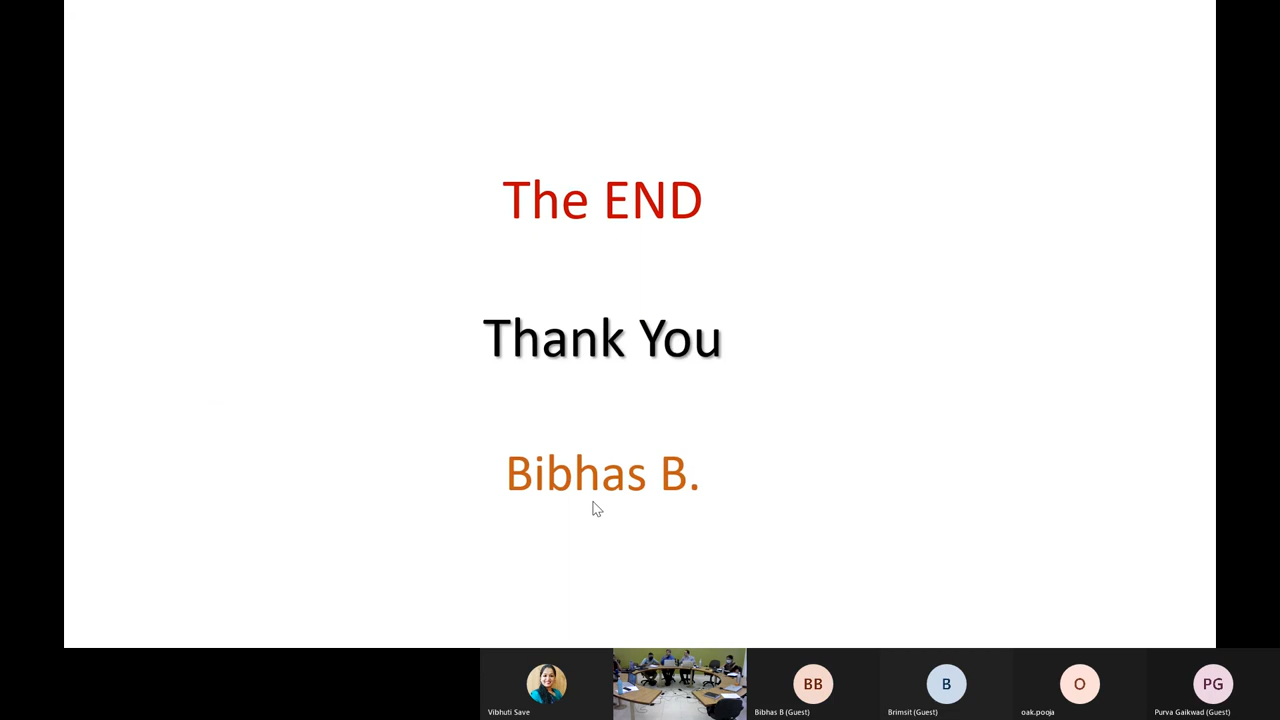 The END
Thank You
Bibhas B.
Vibhuti Save
BB
Bibhas B (Guest)
B
Brimsit (Guest)
O
oak.pooja
PG
Purva Gaikwad (Guest)